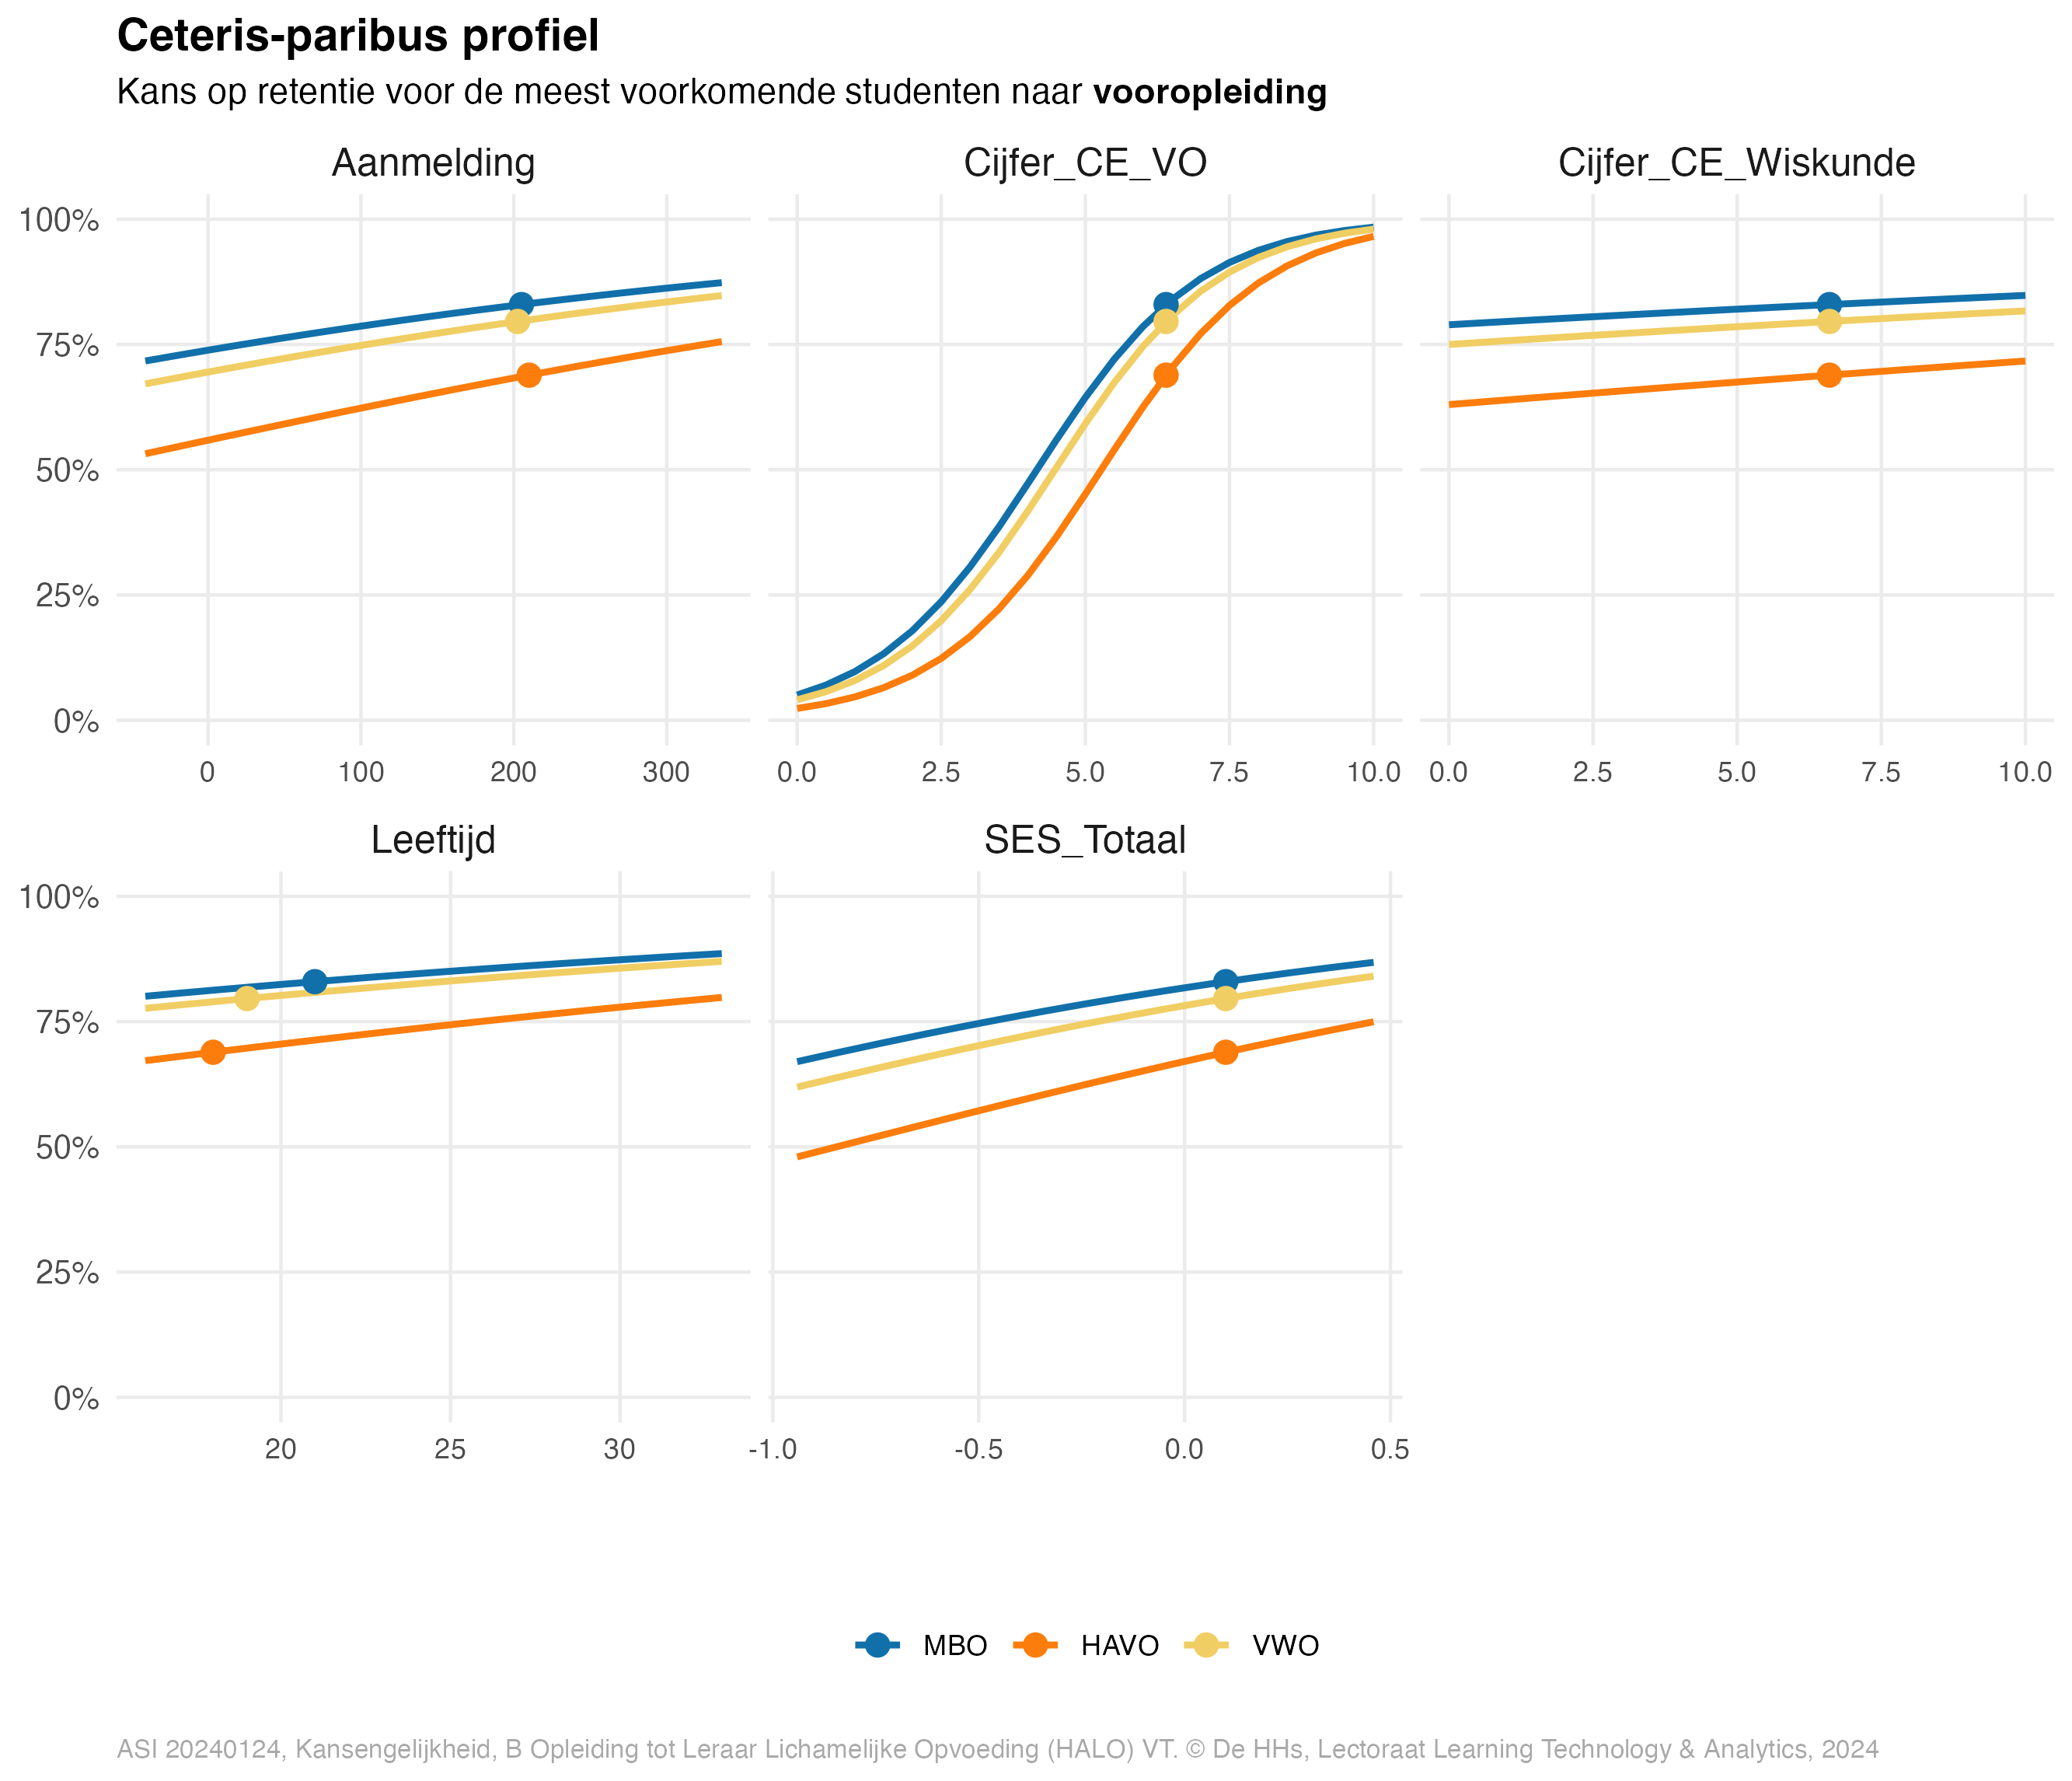 Ceteris-paribus profiel
Kans op retentie voor de meest voorkomende studenten naar vooropleiding
Aanmelding
Cijfer_CE_VO
Cijfer_CE_Wiskunde
100%
75%
50%
25%
0%
0 100 200 300
0.0 2.5 5.0 7.5 10.0
0.0 2.5 5.0 7.5 10.0
Leeftijd
SES_Totaal
100%
75%
50%
25%
0%
20 25 30
-1.0 -0.5 0.0 0.5
MBO HAVO VWO
ASI 20240124, Kansengelijkheid, B Opleiding tot Leraar Lichamelijke Opvoeding (HALO) VT. © De HHs, Lectoraat Learning Technology & Analytics, 2024